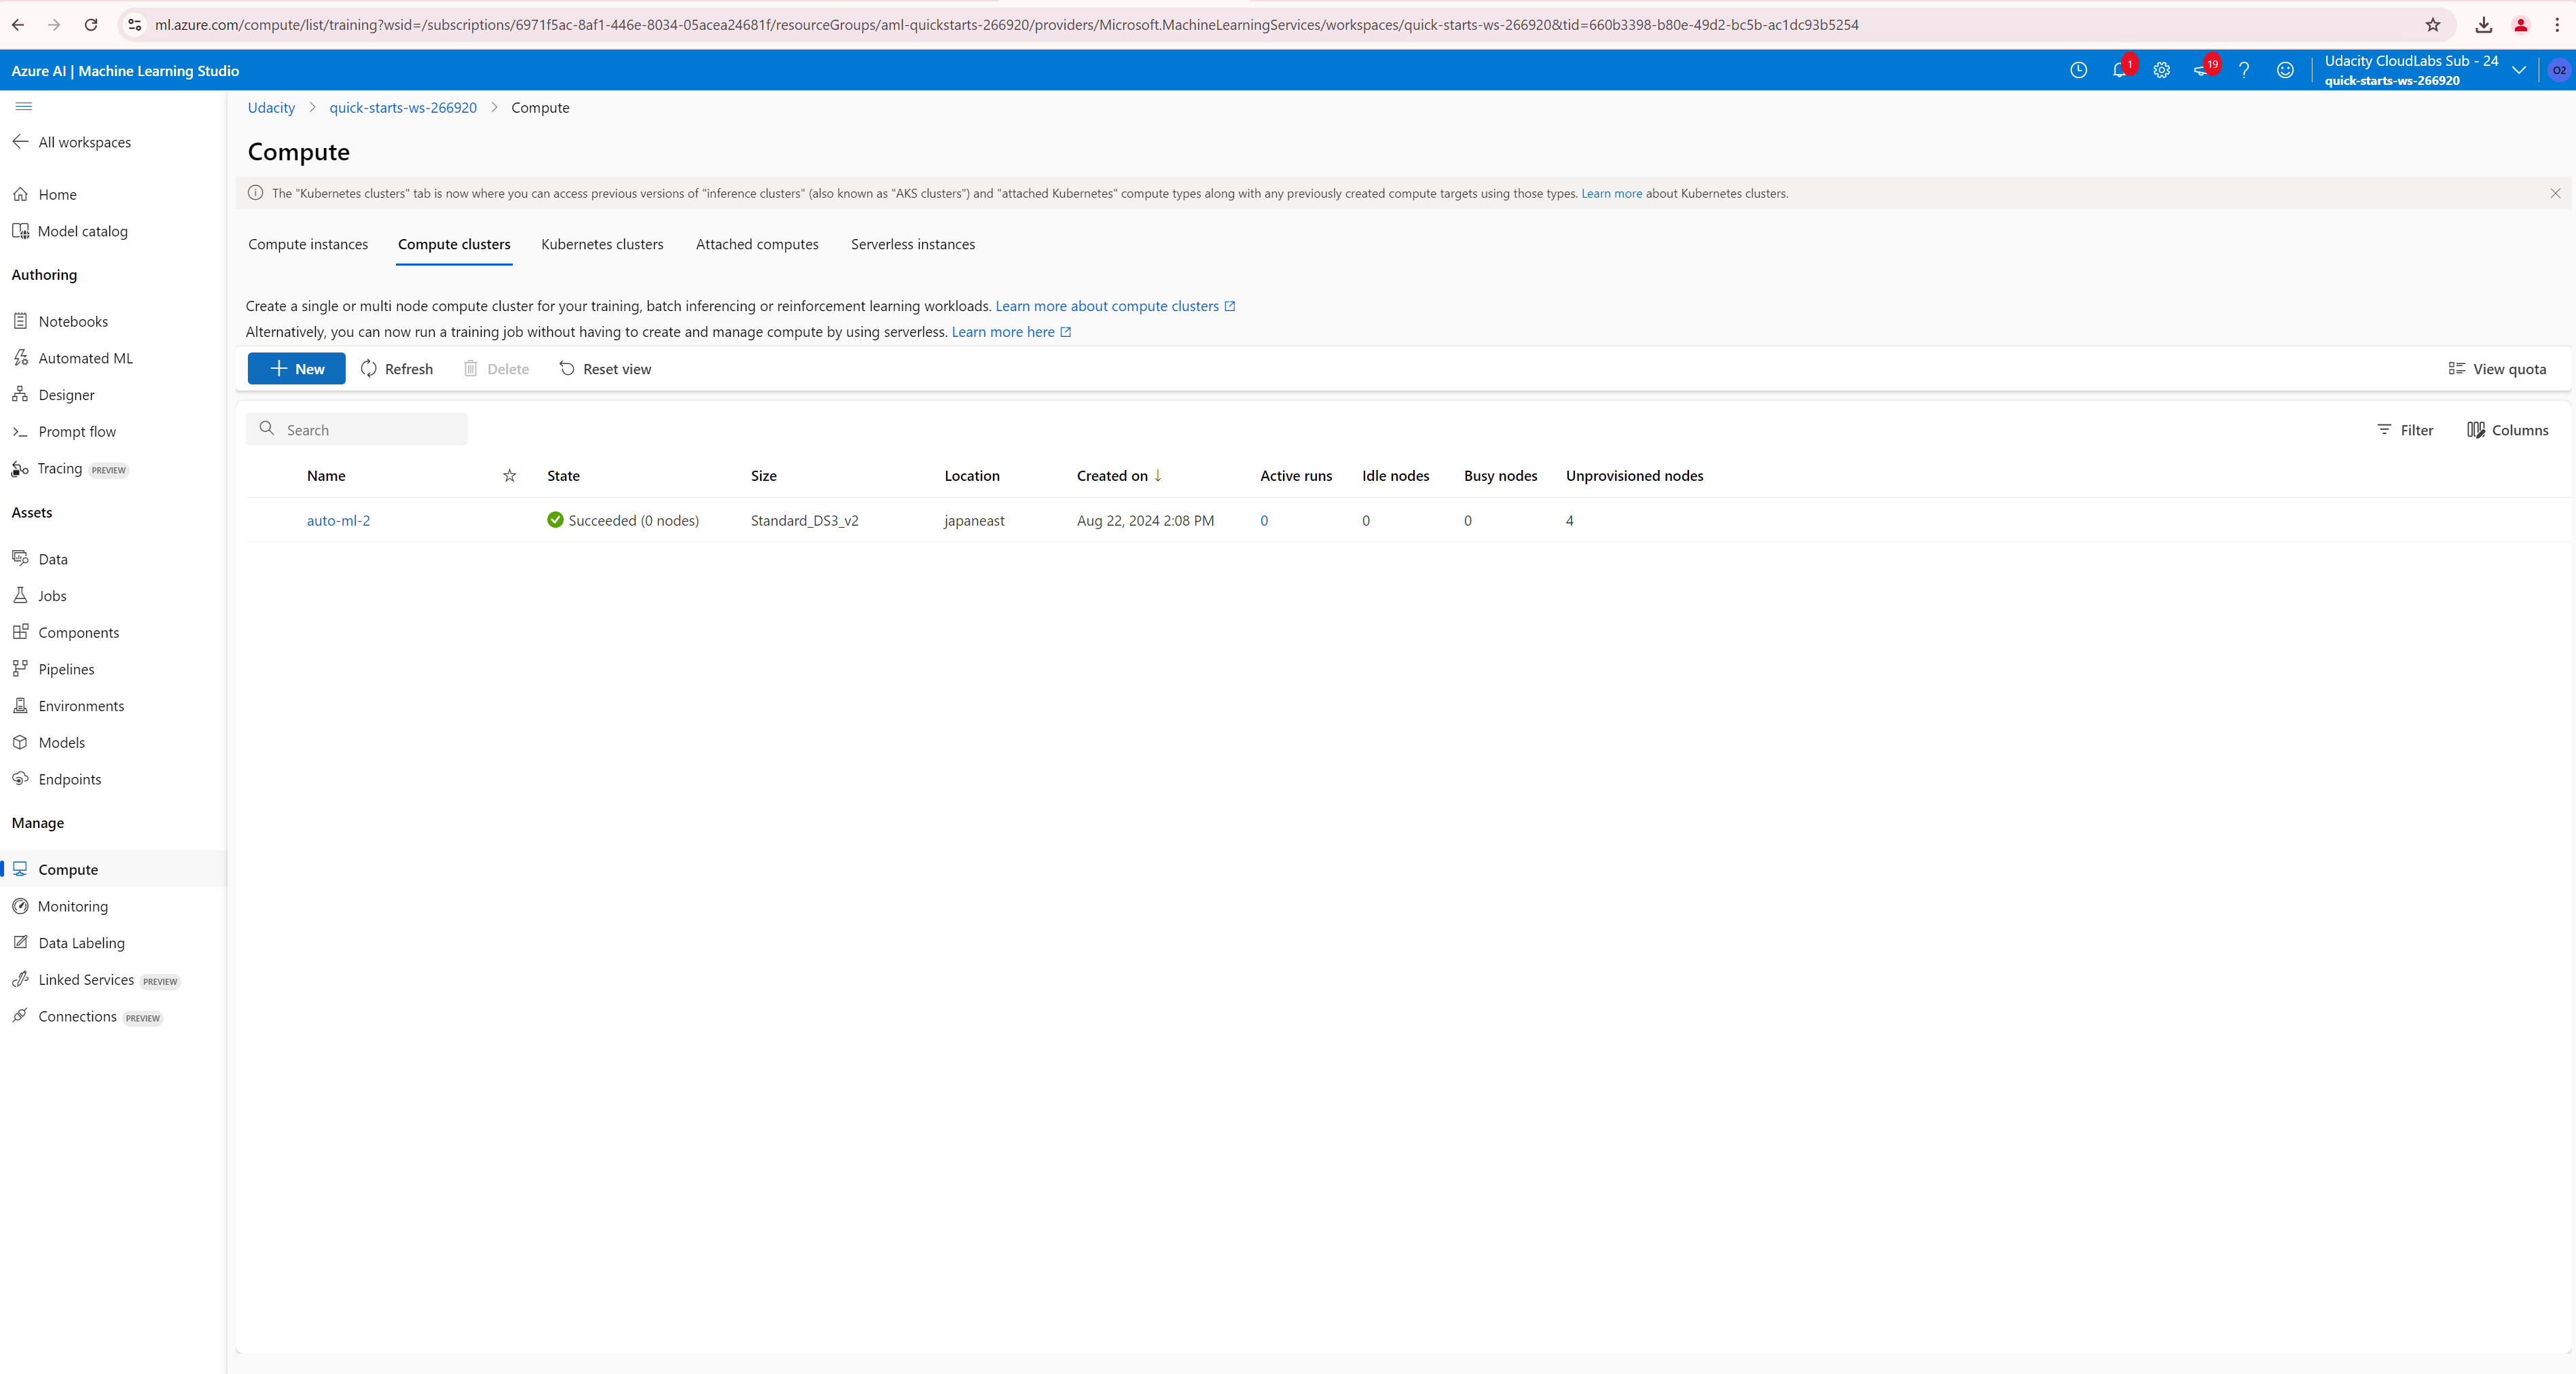 ml.azure.com/compute/list/training?wsid=/subscriptions/6971f5ac-8af1-446e-8034-05acea24681f/resourceGroups/aml-quickstarts-266920/providers/Microsoft.MachineLearningServices/workspaces/quick-starts-ws-266920&tid=660b3398-b80e-49d2-bc5b-ac1dc93b5254
Azure AI | Machine Learning Studio
1
19
Udacity CloudLabs Sub - 24
quick-starts-ws-266920
O2
All workspaces
Home
Model catalog
Authoring
Notebooks
Automated ML
Designer
Prompt flow
Tracing PREVIEW
Assets
Data
Jobs
Components
Pipelines
Environments
Models
Endpoints
Manage
Compute
Monitoring
Data Labeling
Linked Services PREVIEW
Connections PREVIEW
Udacity > quick-starts-ws-266920 > Compute
Compute
The "Kubernetes clusters" tab is now where you can access previous versions of "inference clusters" (also known as "AKS clusters") and "attached Kubernetes" compute types along with any previously created compute targets using those types. Learn more about Kubernetes clusters.
Compute instances Compute clusters Kubernetes clusters Attached computes Serverless instances
Create a single or multi node compute cluster for your training, batch inferencing or reinforcement learning workloads. Learn more about compute clusters
Alternatively, you can now run a training job without having to create and manage compute by using serverless. Learn more here
New Refresh Delete Reset view View quota
Search Filter Columns
Name State Size Location Created on Active runs Idle nodes Busy nodes Unprovisioned nodes
auto-ml-2 Succeeded (0 nodes) Standard_DS3_v2 japaneast Aug 22, 2024 2:08 PM 0 0 0 4